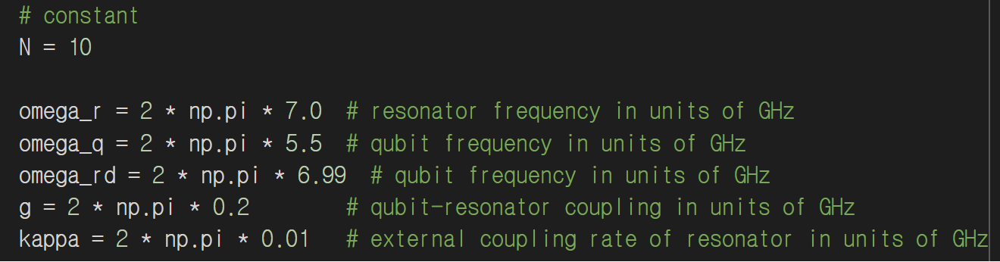 # constant
N = 10
omega_r = 2 * np.pi * 7.0 # resonator frequency in units of GHz
omega_q = 2 * np.pi * 5.5 # qubit frequency in units of GHz
omega_rd = 2 * np.pi * 6.99 # qubit frequency in units of GHz
g = 2 * np.pi * 0.2 # qubit-resonator coupling in units of GHz
kappa = 2 * np.pi * 0.01 # external coupling rate of resonator in units of GHz